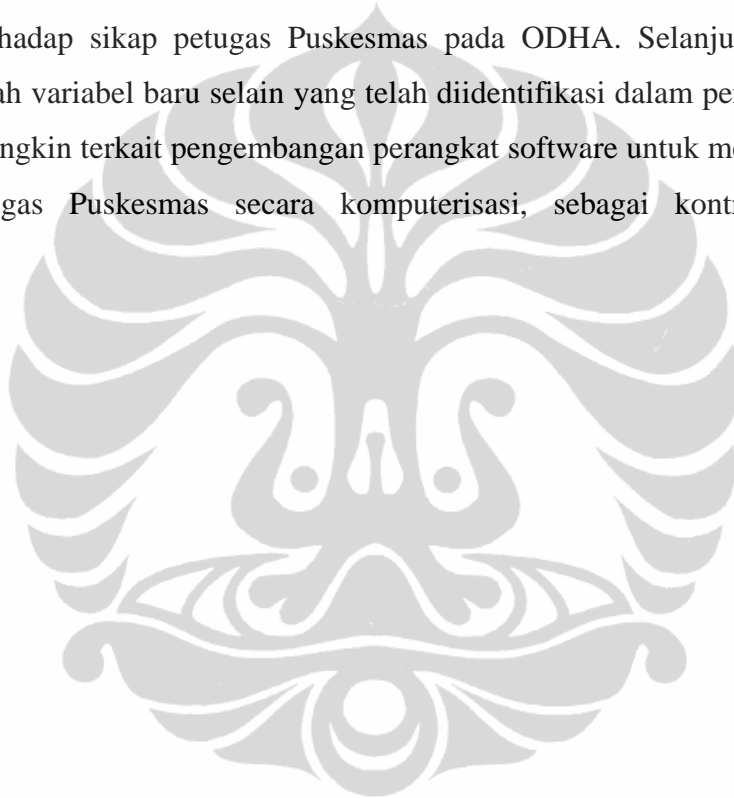 hadap sikap petugas Puskesmas pada ODHA. Selanju
ah variabel baru selain yang telah diidentifikasi dalam pe
ngkin terkait pengembangan perangkat software untuk m
gas Puskesmas secara komputerisasi, sebagai kont